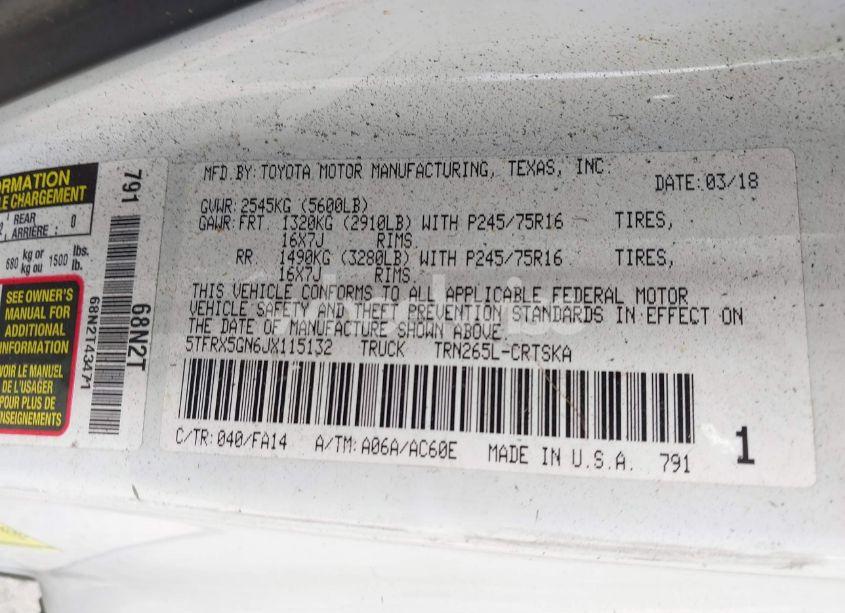 MFD.BY:TOYOTA MOTOR MANUFACTURING, TEXAS, INC.
DATE:03/18
GVWR:2545KG (5600LB)
GAWR:FRT. 1320KG (2910LB) WITH P245/75R16 TIRES,
16X7J RIMS.
RR. 1490KG (3280LB) WITH P245/75R16 TIRES,
16X7J RIMS.
THIS VEHICLE CONFORMS TO ALL APPLICABLE FEDERAL MOTOR
VEHICLE SAFETY AND THEFT PREVENTION STANDARDS IN EFFECT ON
THE DATE OF MANUFACTURE SHOWN ABOVE.
5TFRX5GN6JX115132 TRUCK TRN265L-CRTSKA
C/TR:040/FA14 A/TM:A06A/AC60E MADE IN U.S.A. 791
1
ORMATION
LE CHARGEMENT
REAR
ARRIÈRE : 0
680 kg or 1500 lbs.
kg ou lb.
SEE OWNER'S
MANUAL FOR
ADDITIONAL
INFORMATION
VOIR LE MANUEL
DE L'USAGER
POUR PLUS DE
RENSEIGNEMENTS
791
68N2T
68N2T43471